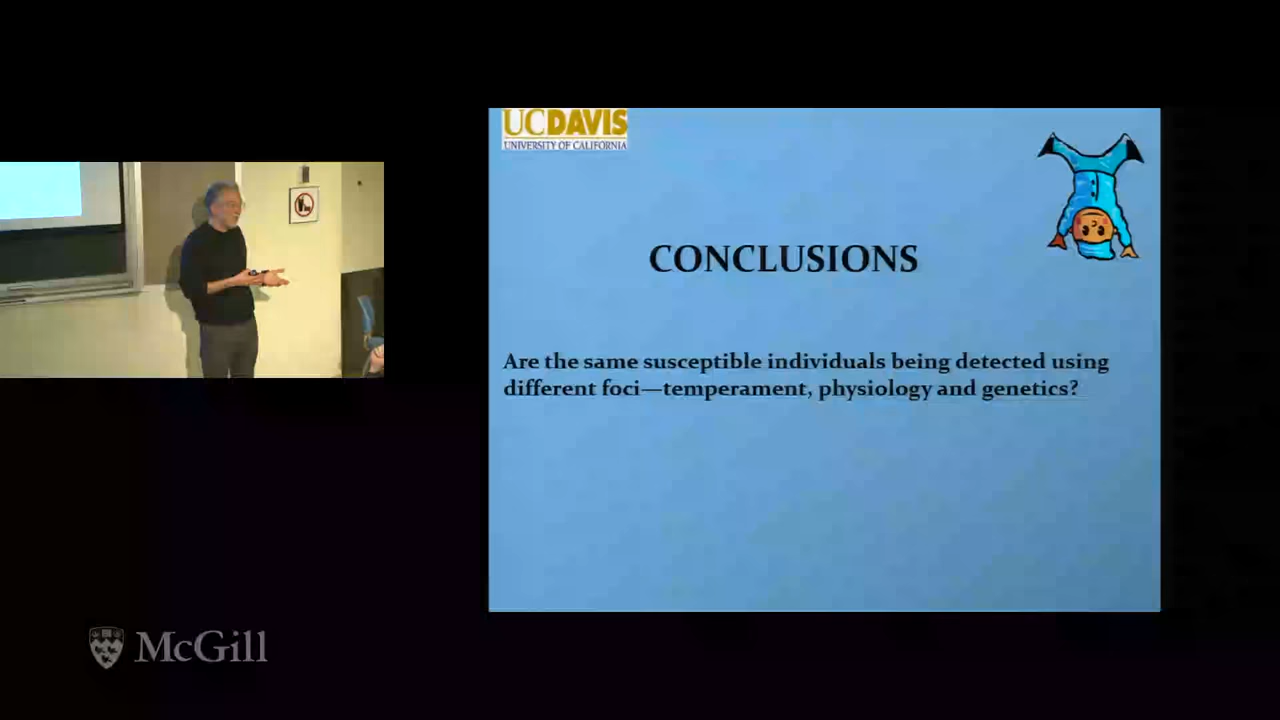 UCDAVIS
UNIVERSITY OF CALIFORNIA
CONCLUSIONS
Are the same susceptible individuals being detected using
different foci—temperament, physiology and genetics?
McGill